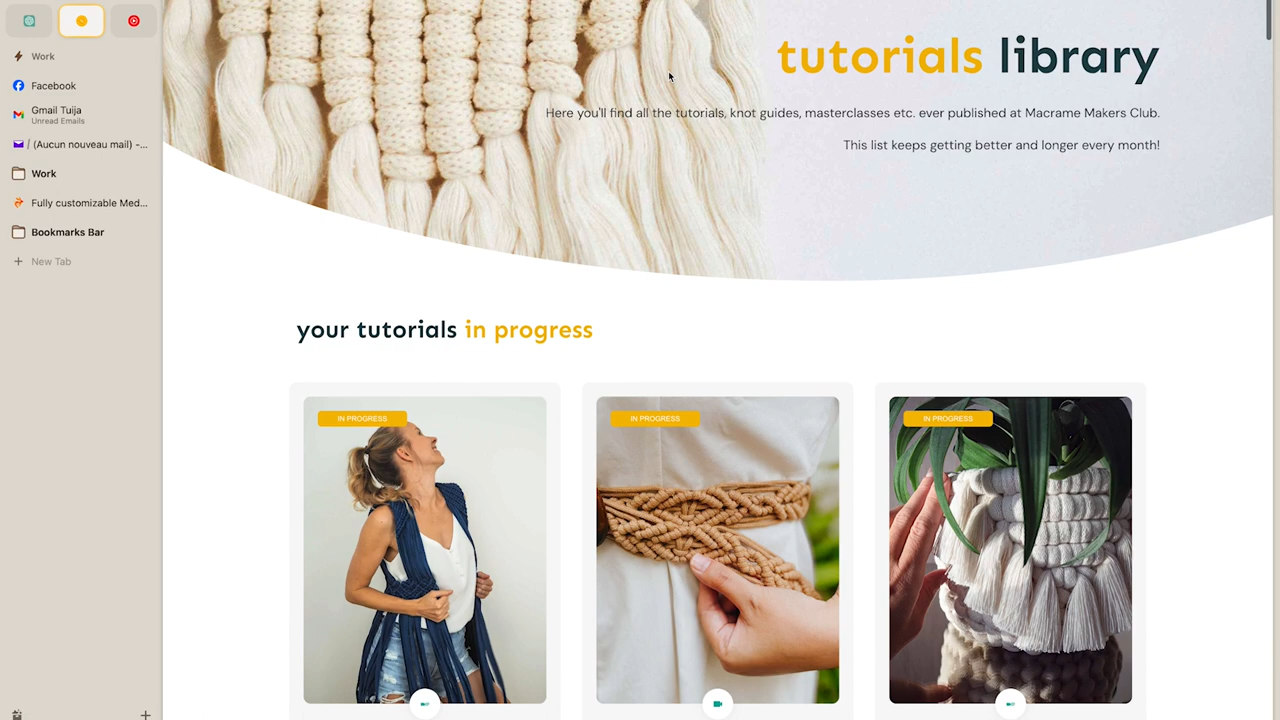 Work
Facebook
Gmail Tuija
Unread Emails
/ (Aucun nouveau mail) -...
Work
Fully customizable Med...
Bookmarks Bar
New Tab
tutorials library
Here you'll find all the tutorials, knot guides, masterclasses etc. ever published at Macrame Makers Club.
This list keeps getting better and longer every month!
your tutorials in progress
IN PROGRESS
IN PROGRESS
IN PROGRESS